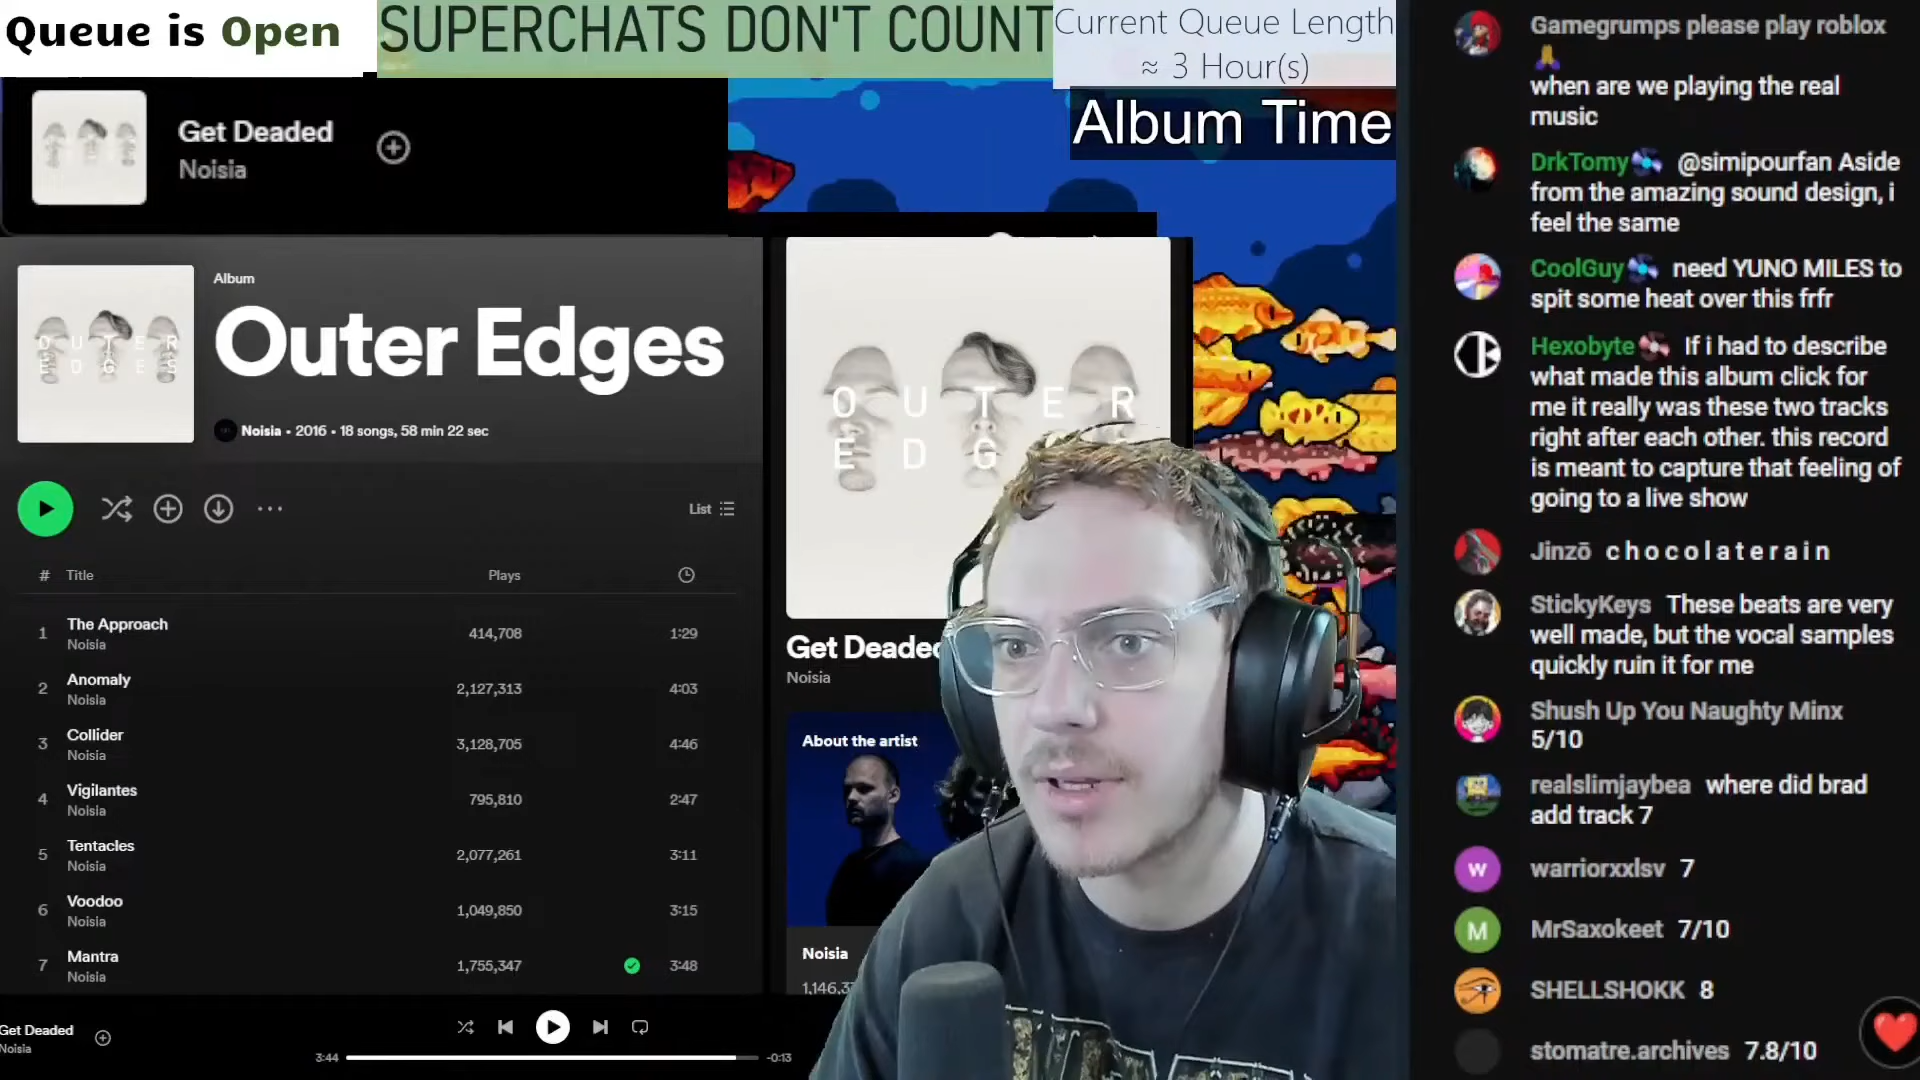 Queue is Open
SUPERCHATS DON'T COUNT
Current Queue Length
≈ 3 Hour(s)
Album Time
Get Deaded
Noisia
Album
Outer Edges
Noisia • 2016 • 18 songs, 58 min 22 sec
OUTER
EDGES
List
# Title Plays
1 The Approach 414,708 1:29
Noisia
2 Anomaly 2,127,313 4:03
Noisia
3 Collider 3,128,705 4:46
Noisia
4 Vigilantes 795,810 2:47
Noisia
5 Tentacles 2,077,261 3:11
Noisia
6 Voodoo 1,049,850 3:15
Noisia
7 Mantra 1,755,347 3:48
Noisia
Get Deaded
Noisia
3:44 -0:13
OUTER
EDG
Get Deaded
Noisia
About the artist
Noisia
1,146,3
Gamegrumps please play roblox
🙏
when are we playing the real
music
DrkTomy @simipourfan Aside
from the amazing sound design, i
feel the same
CoolGuy need YUNO MILES to
spit some heat over this frfr
Hexobyte If i had to describe
what made this album click for
me it really was these two tracks
right after each other. this record
is meant to capture that feeling of
going to a live show
Jinzō c h o c o l a t e r a i n
StickyKeys These beats are very
well made, but the vocal samples
quickly ruin it for me
Shush Up You Naughty Minx
5/10
realslimjaybea where did brad
add track 7
w
warriorxxlsv 7
M
MrSaxokeet 7/10
SHELLSHOKK 8
stomatre.archives 7.8/10